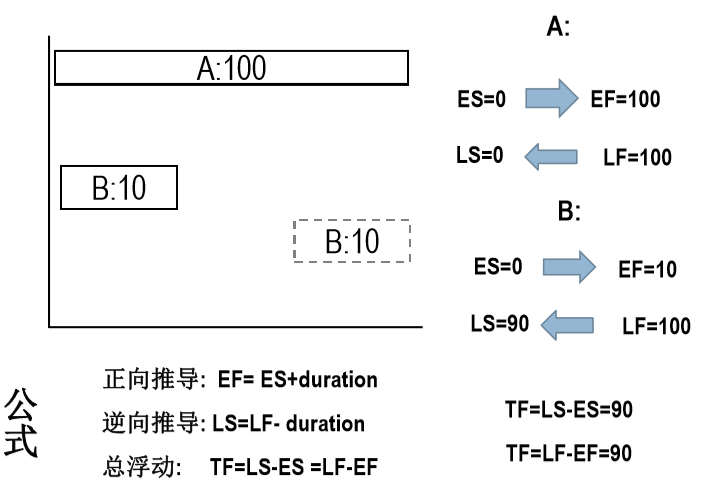 A:100
B:10
B:10
A:
ES=0 EF=100
LS=0 LF=100
B:
ES=0 EF=10
LS=90 LF=100
公式
正向推导: EF= ES+duration
逆向推导: LS=LF- duration
总浮动: TF=LS-ES =LF-EF
TF=LS-ES=90
TF=LF-EF=90